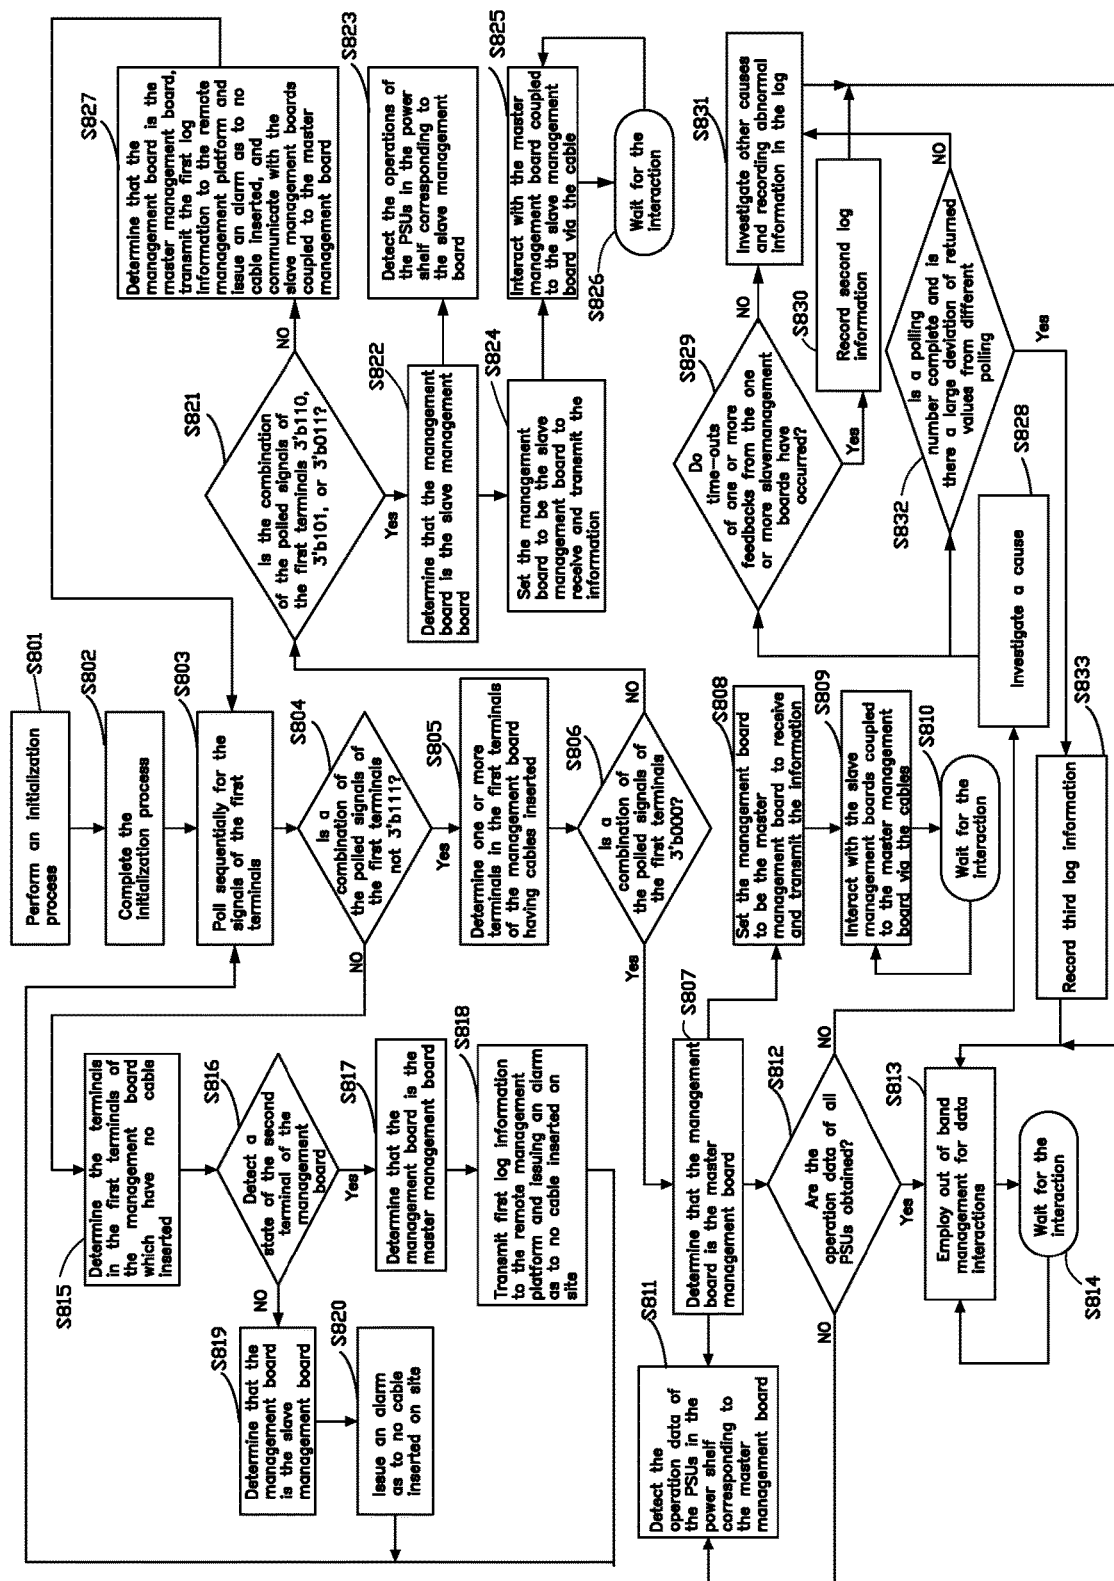 S801
Perform an initialization
process
S802
Complete the
initialization process
S803
Poll sequentially for the
signals of the first
terminals
S804
Is a
combination of
the polled signals of
the first terminals
not 3'b111?
NO
Yes
S805
Determine one or more
terminals in the first terminals
of the management board
having cables inserted
S806
Is a
combination of
the polled signals of
the first terminals
3'b000?
NO
Yes
S807
Determine that the management
board is the master
management board
S808
Set the management board
to be the master
management board to receive
and transmit the information
S809
Interact with the slave
management boards coupled
to the master management
board via the cables
S810
Wait for the
interaction
S811
Detect the
operation data of
the PSUs in the
power shelf
corresponding to
the master
management board
S812
Are the
operation data of all
PSUs obtained?
NO
NO
Yes
S813
Employ out of band
management for data
interactions
S814
Wait for the
interaction
S815
Determine the terminals
in the first terminals of
the management board
which have no cable
inserted
S816
Detect a
state of the second
terminal of the
management
board
NO
Yes
S817
Determine that the
management board is the
master management board
S818
Transmit first log information
to the remote management
platform and issuing an alarm
as to no cable inserted on
site
S819
Determine that the
management board
is the slave
management board
S820
Issue an alarm
as to no cable
inserted on site
S821
Is the combination
of the polled signals of
the first terminals 3'b110,
3'b101, or 3'b011?
NO
Yes
S822
Determine that the management
board is the slave management
board
S823
Detect the operations of
the PSUs in the power
shelf corresponding to
the slave management
board
S824
Set the management
board to be the slave
management board to
receive and transmit the
information
S825
Interact with the master
management board coupled
to the slave management
board via the cable
S826
Wait for the
interaction
S827
Determine that the
management board is the
master management board,
transmit the first log
information to the remote
management platform and
issue an alarm as to no
cable inserted, and
communicate with the
slave management boards
coupled to the master
management board
S828
Investigate a cause
S829
Do
time-outs
of one or more
feedbacks from the one
or more slavemanagement
boards have
occurred?
NO
Yes
S830
Record second log
information
S831
Investigate other causes
and recording abnormal
information in the log
S832
Is a polling
number complete and is
there a large deviation of returned
values from different
polling
NO
Yes
S833
Record third log information